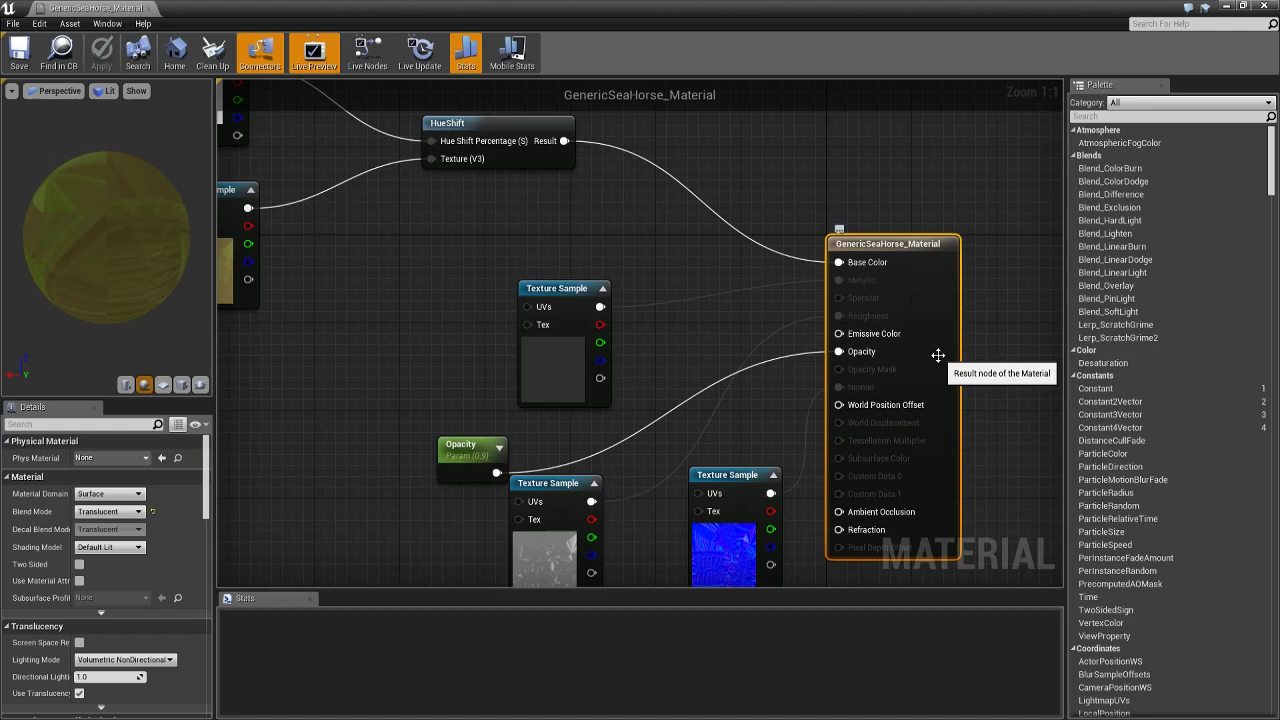 GenericSeaHorse_Material
File Edit Asset Window Help
Search For Help
Save Find in CB Apply Search Home Clean Up Connectors Live Preview Live Nodes Live Update Stats Mobile Stats
Perspective Lit Show
GenericSeaHorse_Material
Zoom 1:1
HueShift
Hue Shift Percentage (S) Result
Texture (V3)
mple
Texture Sample
UVs
Tex
Opacity
Param (0.9)
Texture Sample
UVs
Tex
Texture Sample
UVs
Tex
GenericSeaHorse_Material
Base Color
Metallic
Specular
Roughness
Emissive Color
Opacity
Opacity Mask
Normal
World Position Offset
World Displacement
Tessellation Multiplier
Subsurface Color
Custom Data 0
Custom Data 1
Ambient Occlusion
Refraction
Pixel Depth Offset
Result node of the Material
MATERIAL
Details
Search
Physical Material
Phys Material None
Material
Material Domain Surface
Blend Mode Translucent
Decal Blend Mode Translucent
Shading Model Default Lit
Two Sided
Use Material Attr
Subsurface Profi None
Translucency
Screen Space Re
Lighting Mode Volumetric NonDirectional
Directional Lighti 1.0
Use Translucency
Stats
Palette
Category: All
Search
Atmosphere
AtmosphericFogColor
Blends
Blend_ColorBurn
Blend_ColorDodge
Blend_Difference
Blend_Exclusion
Blend_HardLight
Blend_Lighten
Blend_LinearBurn
Blend_LinearDodge
Blend_LinearLight
Blend_Overlay
Blend_PinLight
Blend_SoftLight
Lerp_ScratchGrime
Lerp_ScratchGrime2
Color
Desaturation
Constants
Constant 1
Constant2Vector 2
Constant3Vector 3
Constant4Vector 4
DistanceCullFade
ParticleColor
ParticleDirection
ParticleMotionBlurFade
ParticleRadius
ParticleRandom
ParticleRelativeTime
ParticleSize
ParticleSpeed
PerInstanceFadeAmount
PerInstanceRandom
PrecomputedAOMask
Time
TwoSidedSign
VertexColor
ViewProperty
Coordinates
ActorPositionWS
BlurSampleOffsets
CameraPositionWS
LightmapUVs
LocalPosition